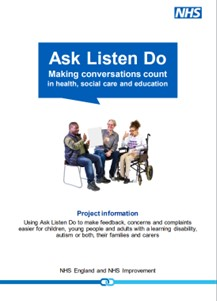 NHS
Ask Listen Do
Making conversations count
in health, social care and education
Project information
Using Ask Listen Do to make feedback, concerns and complaints
easier for children, young people and adults with a learning disability,
autism or both, their families and carers
NHS England and NHS Improvement